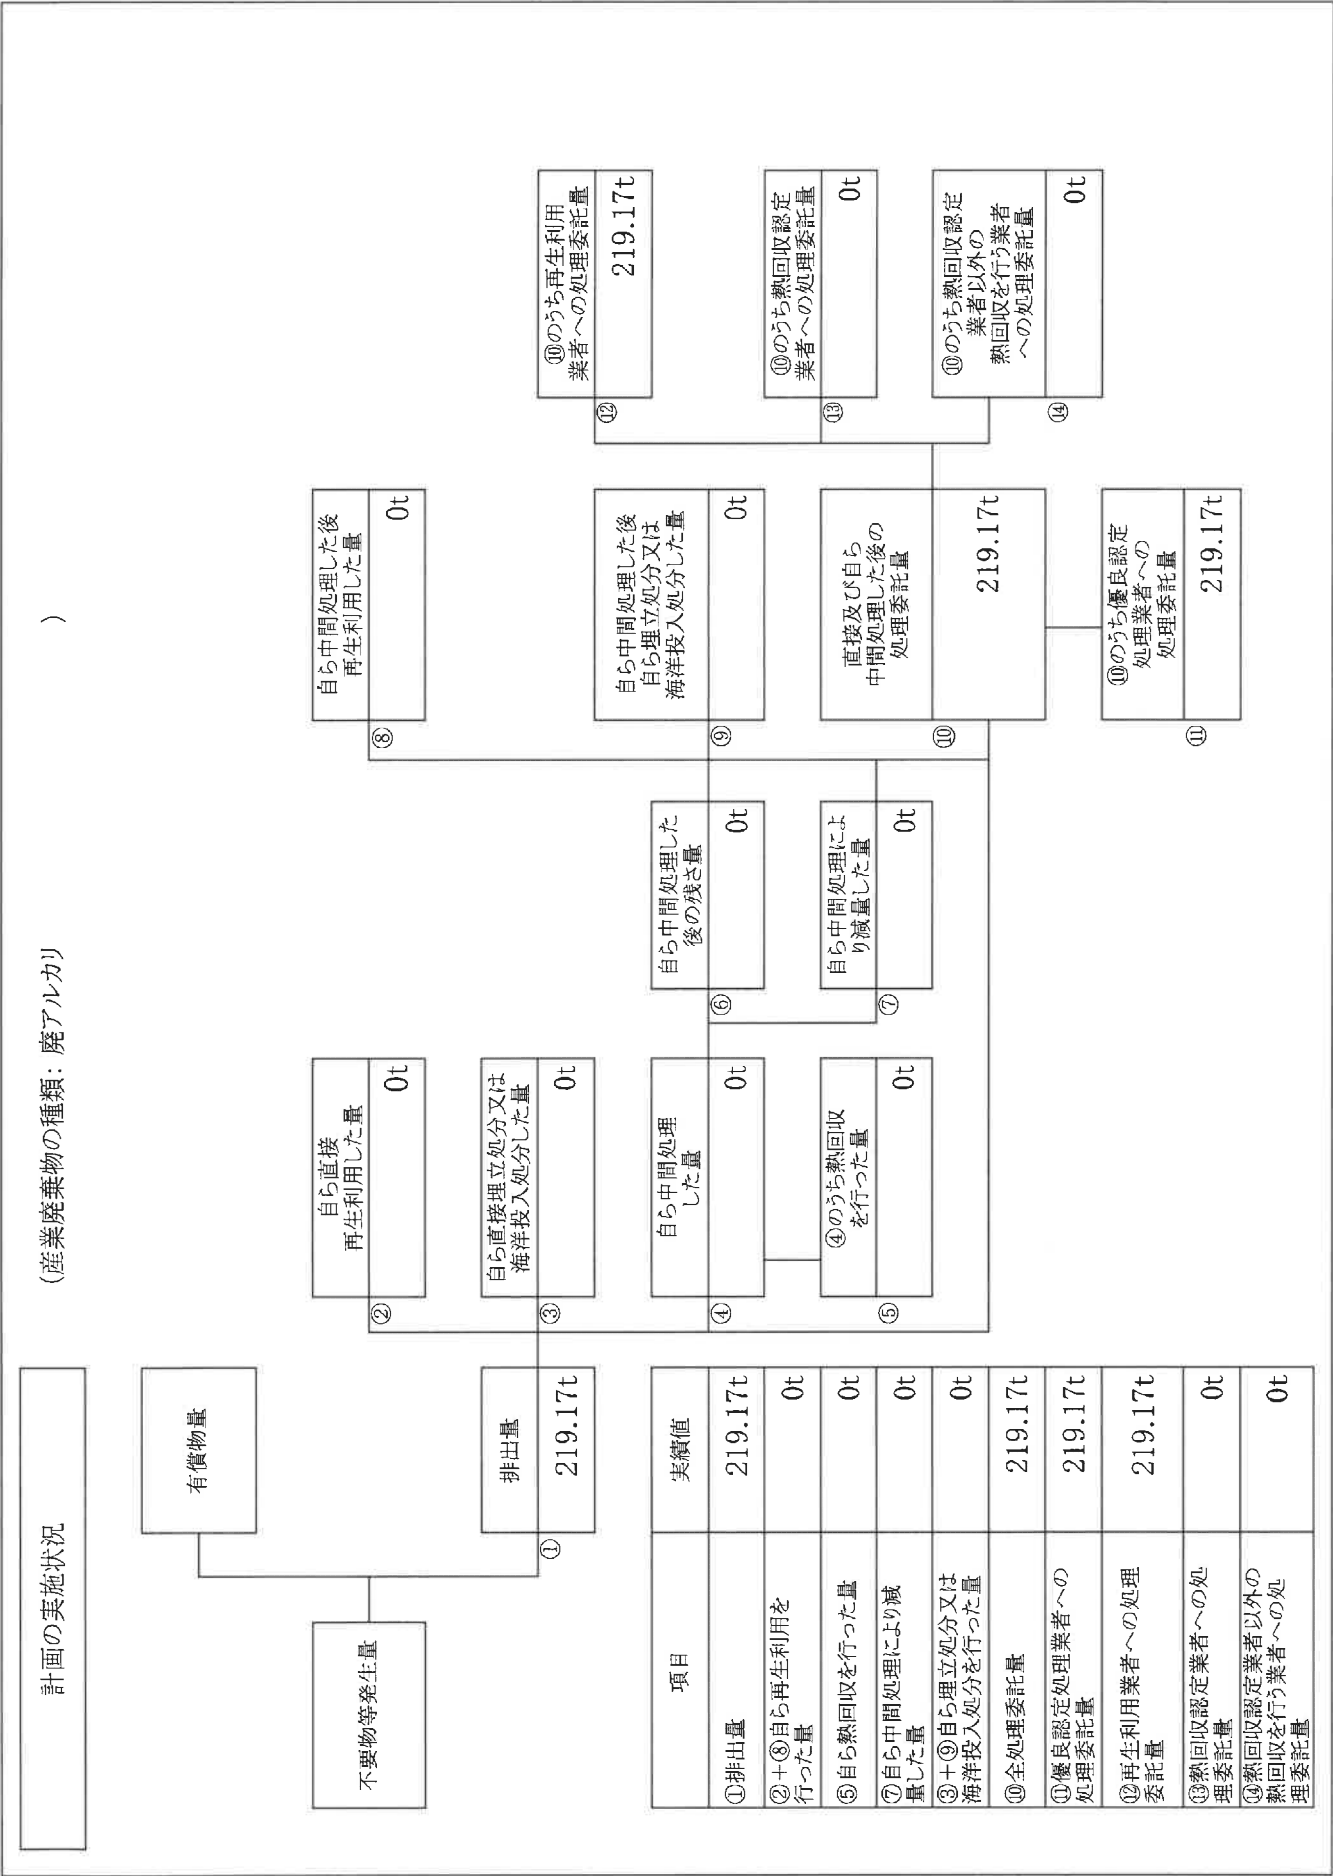 計画の実施状況
(産業廃棄物の種類：廃アルカリ
)
不要物等発生量
有償物量
①
排出量
219.17t
②
自ら直接
再生利用した量
0t
③
自ら直接埋立処分又は
海洋投入処分した量
0t
④
自ら中間処理
した量
0t
⑤
④のうち熱回収
を行った量
0t
⑥
自ら中間処理した
後の残さ量
0t
⑦
自ら中間処理によ
り減量した量
0t
⑧
自ら中間処理した後
再生利用した量
0t
⑨
自ら中間処理した後
自ら埋立処分又は
海洋投入処分した量
0t
⑩
直接及び自ら
中間処理した後の
処理委託量
219.17t
⑪
⑩のうち優良認定
処理業者への
処理委託量
219.17t
⑫
⑩のうち再生利用
業者への処理委託量
219.17t
⑬
⑩のうち熱回収認定
業者への処理委託量
0t
⑭
⑩のうち熱回収認定
業者以外の
熱回収を行う業者
への処理委託量
0t
項目
実績値
①排出量
219.17t
②+⑧自ら再生利用を
行った量
0t
⑤自ら熱回収を行った量
0t
⑦自ら中間処理により減
量した量
0t
③+⑨自ら埋立処分又は
海洋投入処分を行った量
0t
⑩全処理委託量
219.17t
⑪優良認定処理業者への
処理委託量
219.17t
⑫再生利用業者への処理
委託量
219.17t
⑬熱回収認定業者への処
理委託量
0t
⑭熱回収認定業者以外の
熱回収を行う業者への処
理委託量
0t